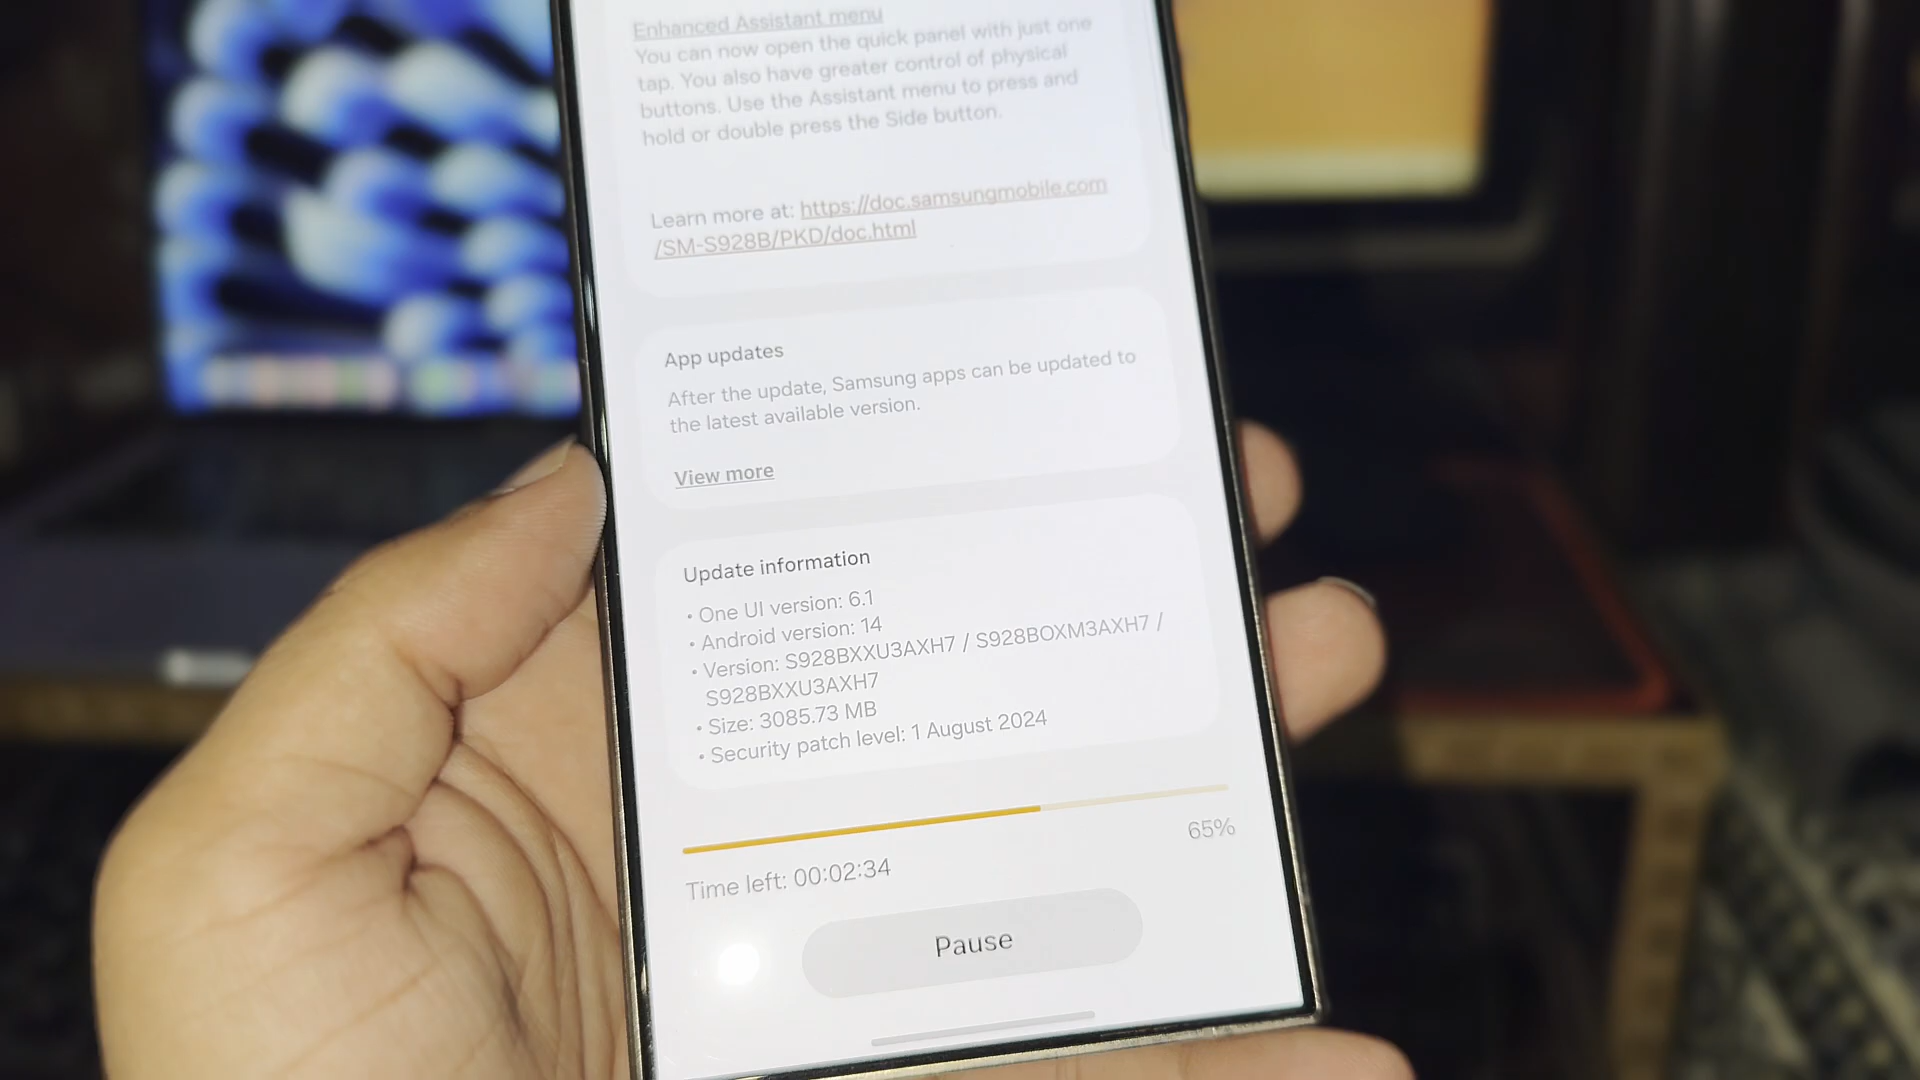 Enhanced Assistant menu
You can now open the quick panel with just one
tap. You also have greater control of physical
buttons. Use the Assistant menu to press and
hold or double press the Side button.
Learn more at: https://doc.samsungmobile.com
/SM-S928B/PKD/doc.html
App updates
After the update, Samsung apps can be updated to
the latest available version.
View more
Update information
• One UI version: 6.1
• Android version: 14
• Version: S928BXXU3AXH7 / S928BOXM3AXH7 /
S928BXXU3AXH7
• Size: 3085.73 MB
• Security patch level: 1 August 2024
65%
Time left: 00:02:34
Pause